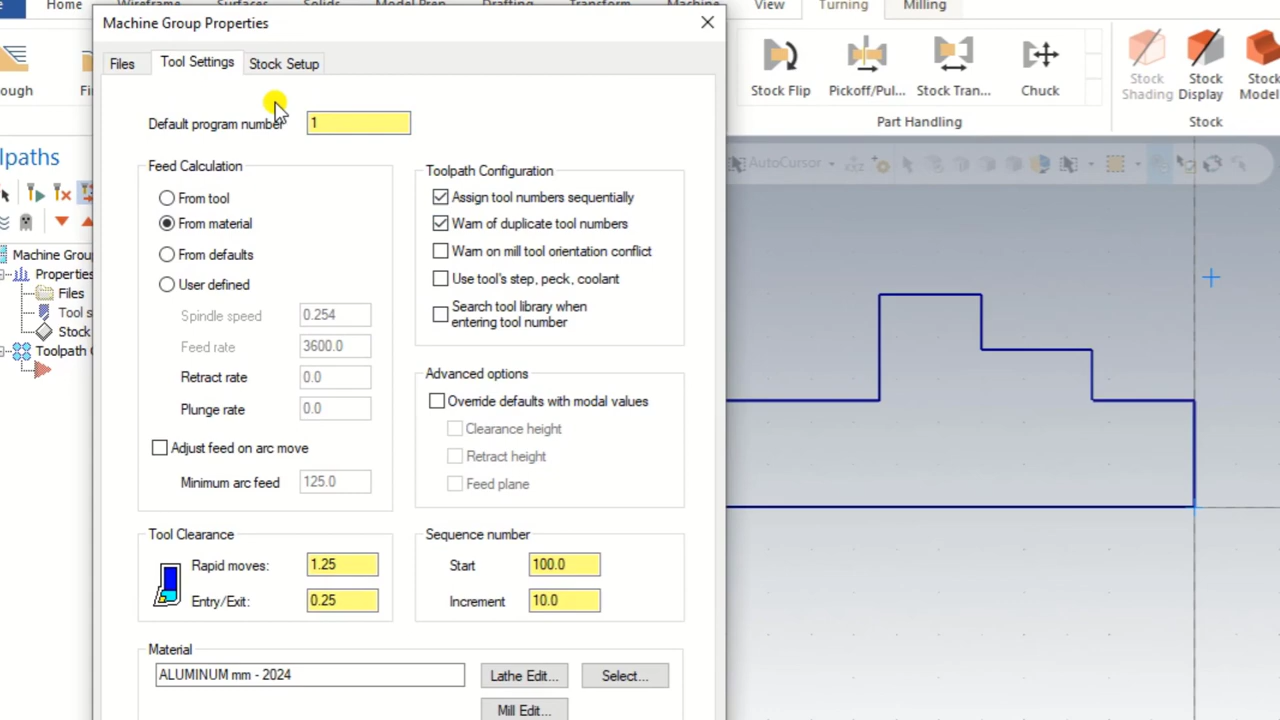 Home Wireframe Surfaces Solids Model Prep Drafting Transform Machine View Turning Milling
Machine Group Properties
Files Tool Settings Stock Setup
ough Fi
Stock Flip Pickoff/Pul... Stock Tran... Chuck
Stock Shading
Stock Display
Stock Model
Part Handling Stock
Default program number 1
lpaths
AutoCursor
Feed Calculation
From tool
From material
From defaults
User defined
Spindle speed 0.254
Feed rate 3600.0
Retract rate 0.0
Plunge rate 0.0
Adjust feed on arc move
Minimum arc feed 125.0
Toolpath Configuration
Assign tool numbers sequentially
Warn of duplicate tool numbers
Warn on mill tool orientation conflict
Use tool's step, peck, coolant
Search tool library when
entering tool number
Advanced options
Override defaults with modal values
Clearance height
Retract height
Feed plane
Machine Grou
Properties
Files
Tool s
Stock
Toolpath G
Tool Clearance
Rapid moves: 1.25
Entry/Exit: 0.25
Sequence number
Start 100.0
Increment 10.0
Material
ALUMINUM mm - 2024 Lathe Edit... Select...
Mill Edit...